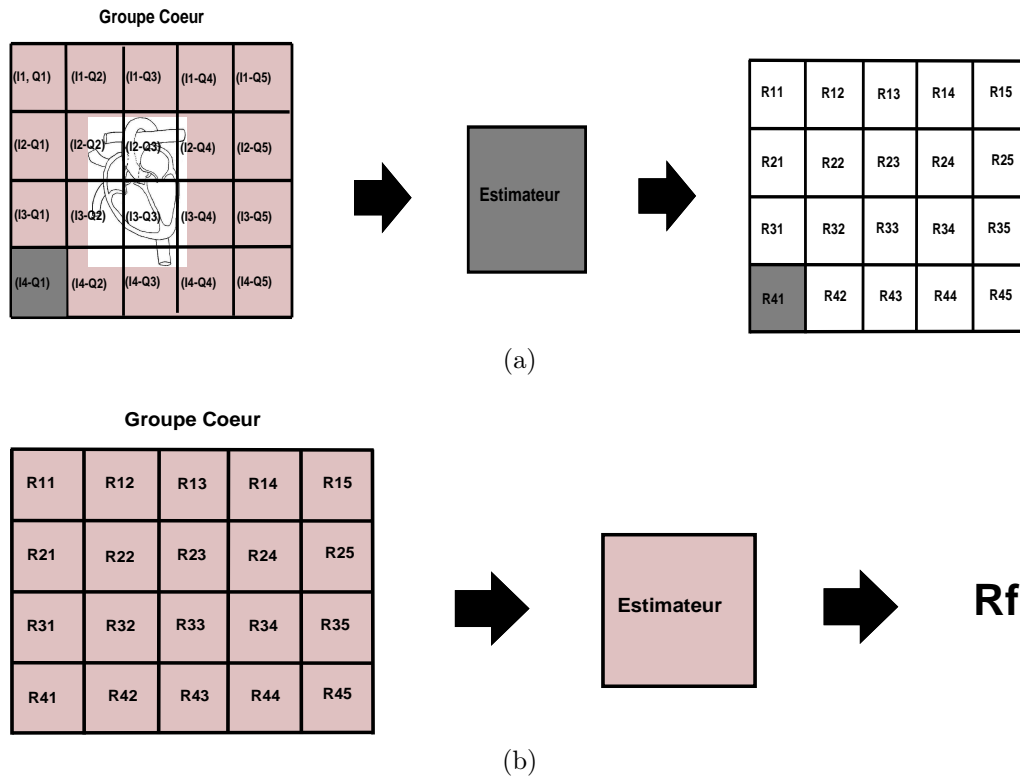 Groupe Coeur
(I1, Q1) (I1-Q2) (I1-Q3) (I1-Q4) (I1-Q5)
(I2-Q1) (I2-Q2) (I2-Q3) (I2-Q4) (I2-Q5)
(I3-Q1) (I3-Q2) (I3-Q3) (I3-Q4) (I3-Q5)
(I4-Q1) (I4-Q2) (I4-Q3) (I4-Q4) (I4-Q5)
Estimateur
R11 R12 R13 R14 R15
R21 R22 R23 R24 R25
R31 R32 R33 R34 R35
R41 R42 R43 R44 R45
(a)
Groupe Coeur
R11 R12 R13 R14 R15
R21 R22 R23 R24 R25
R31 R32 R33 R34 R35
R41 R42 R43 R44 R45
Estimateur
Rf
(b)